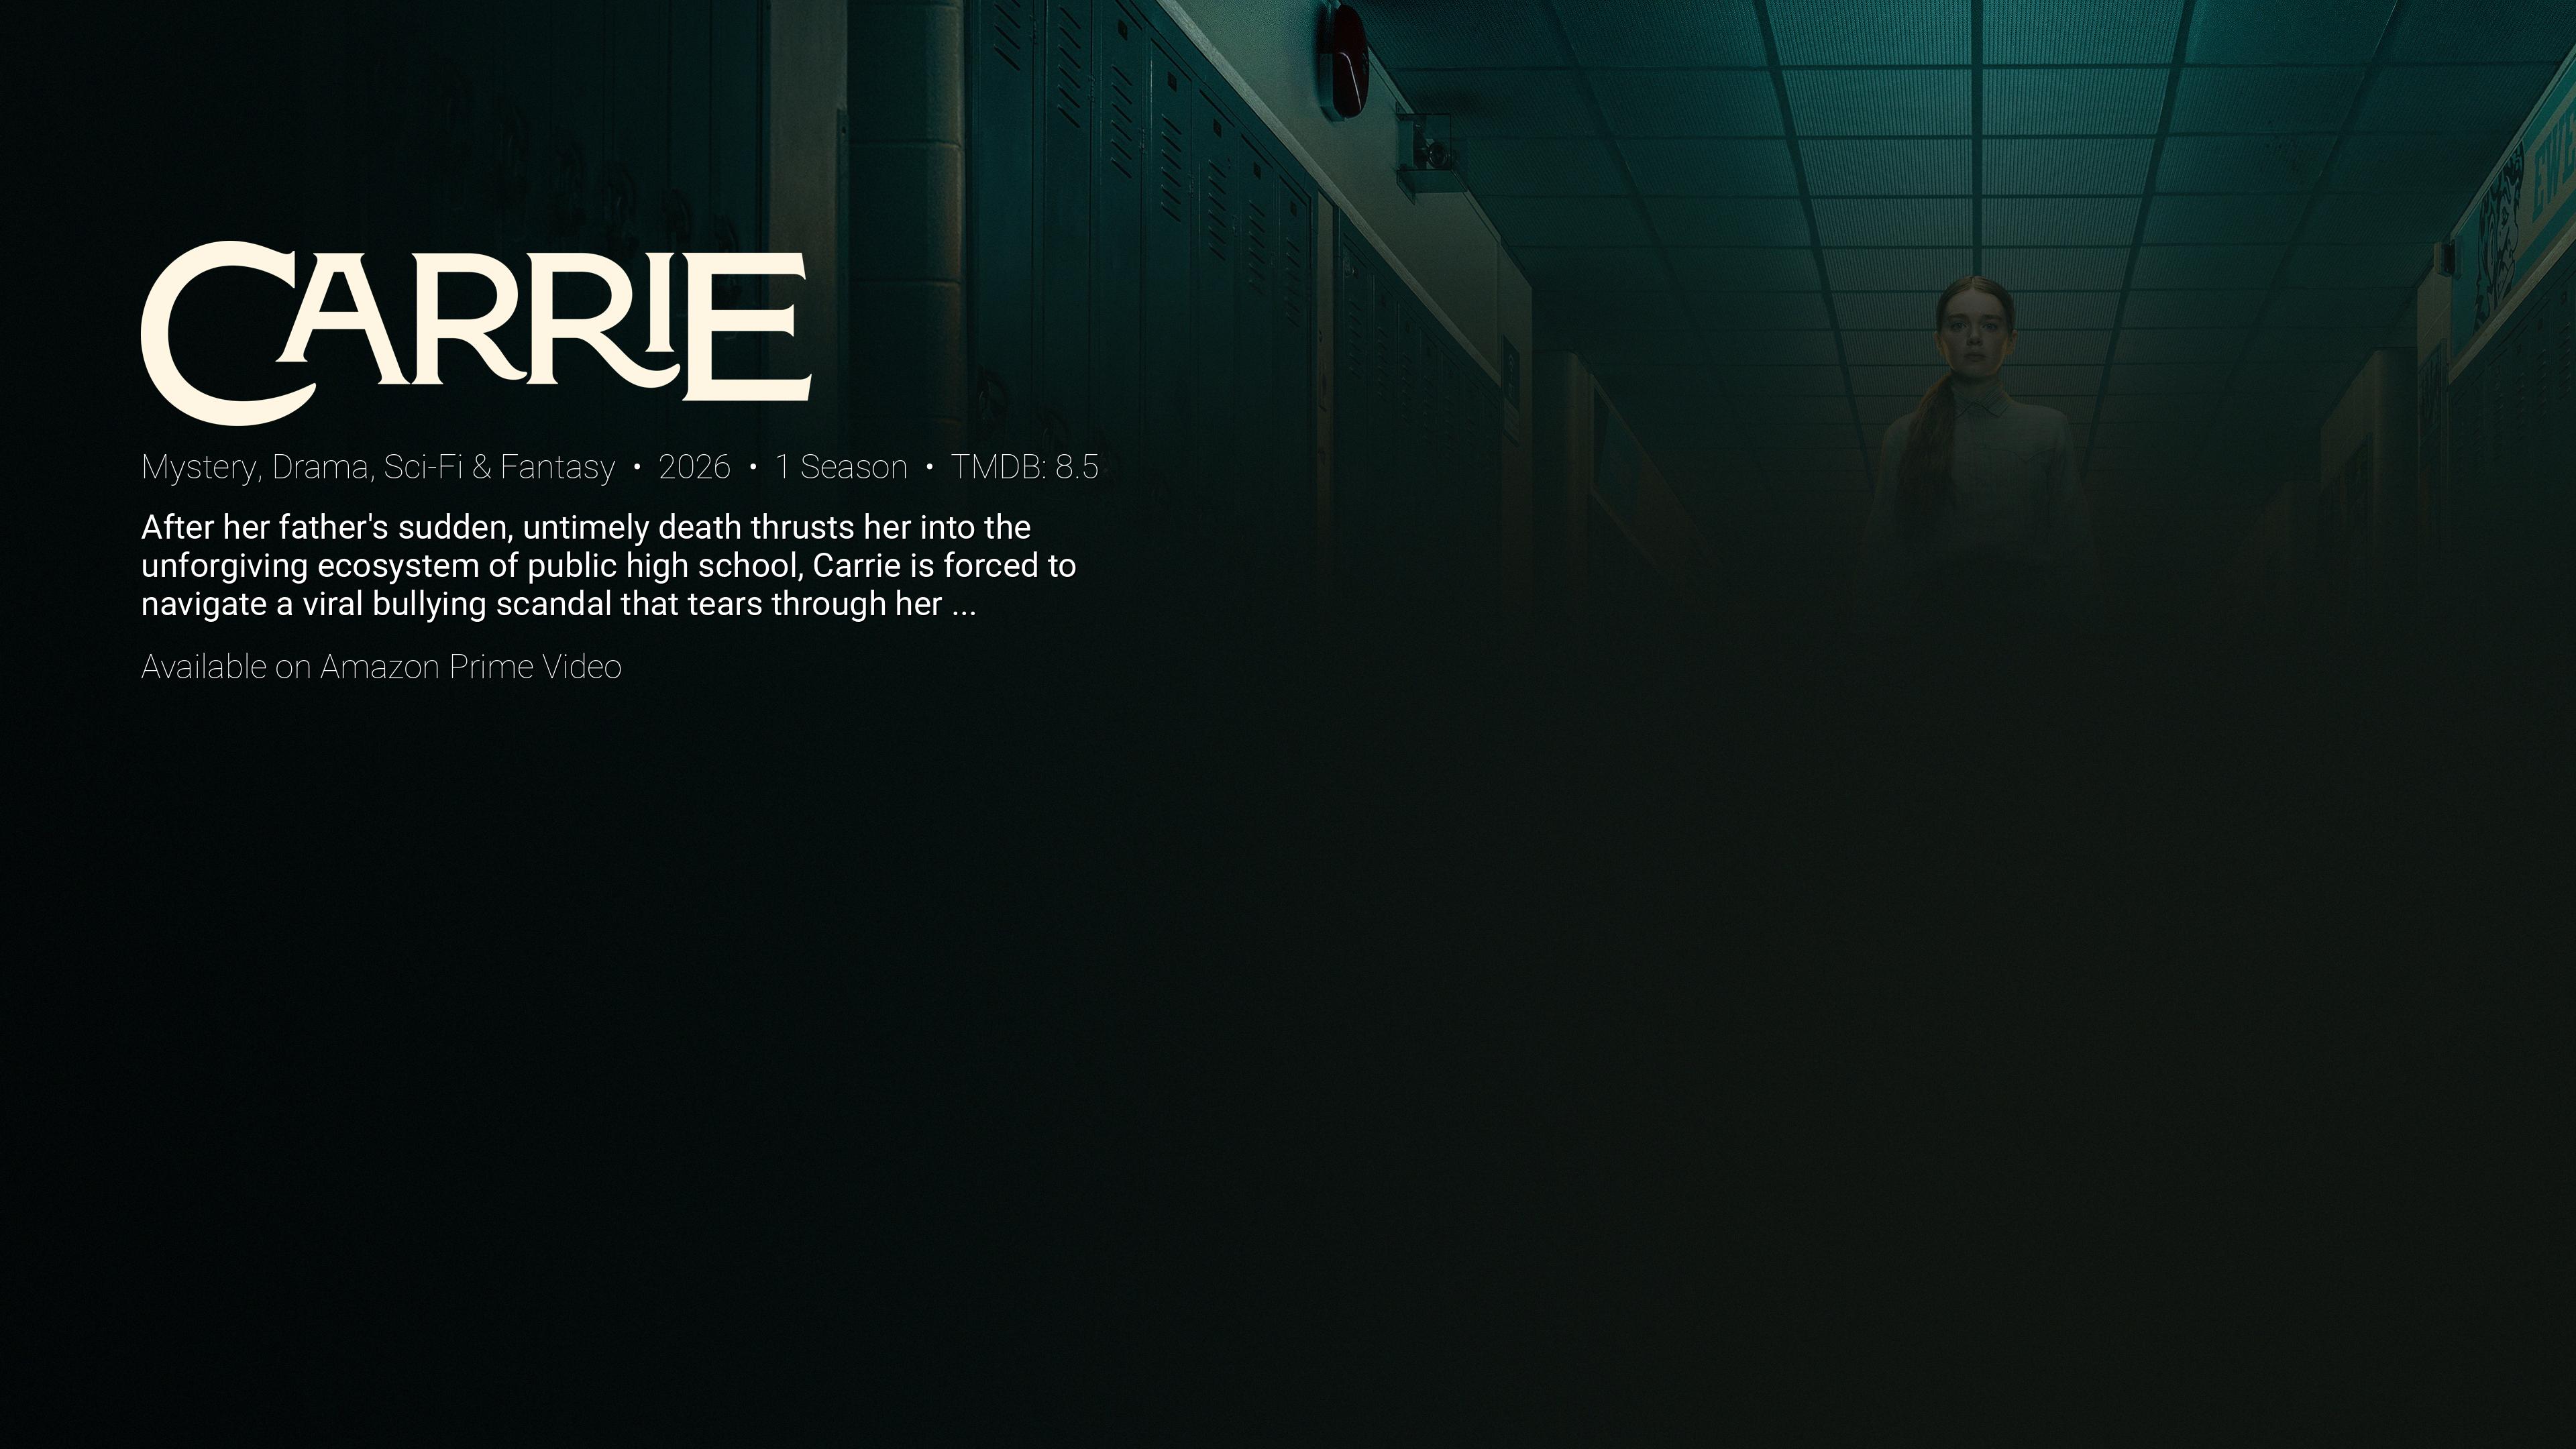 CARRIE
Mystery, Drama, Sci-Fi & Fantasy • 2026 • 1 Season • TMDB: 8.5
After her father's sudden, untimely death thrusts her into the
unforgiving ecosystem of public high school, Carrie is forced to
navigate a viral bullying scandal that tears through her ...
Available on Amazon Prime Video